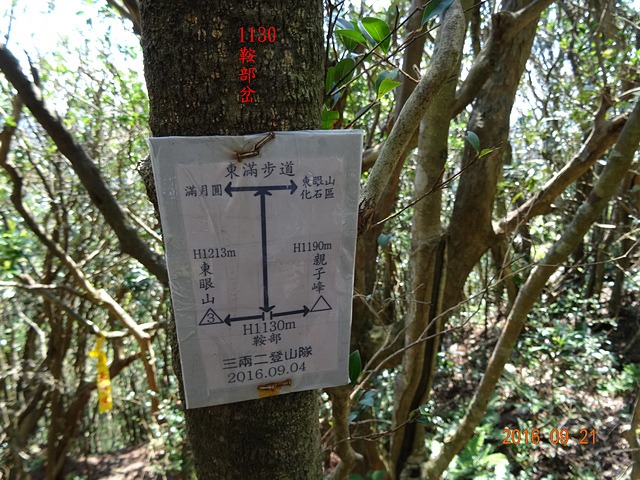 1130
鞍
部
岔
東滿步道
滿月圓
東眼山
化石區
H1213m
東
眼
山
3
H1190m
親
子
峰
H1130m
鞍部
三兩二登山隊
2016.09.04
2016 09 21